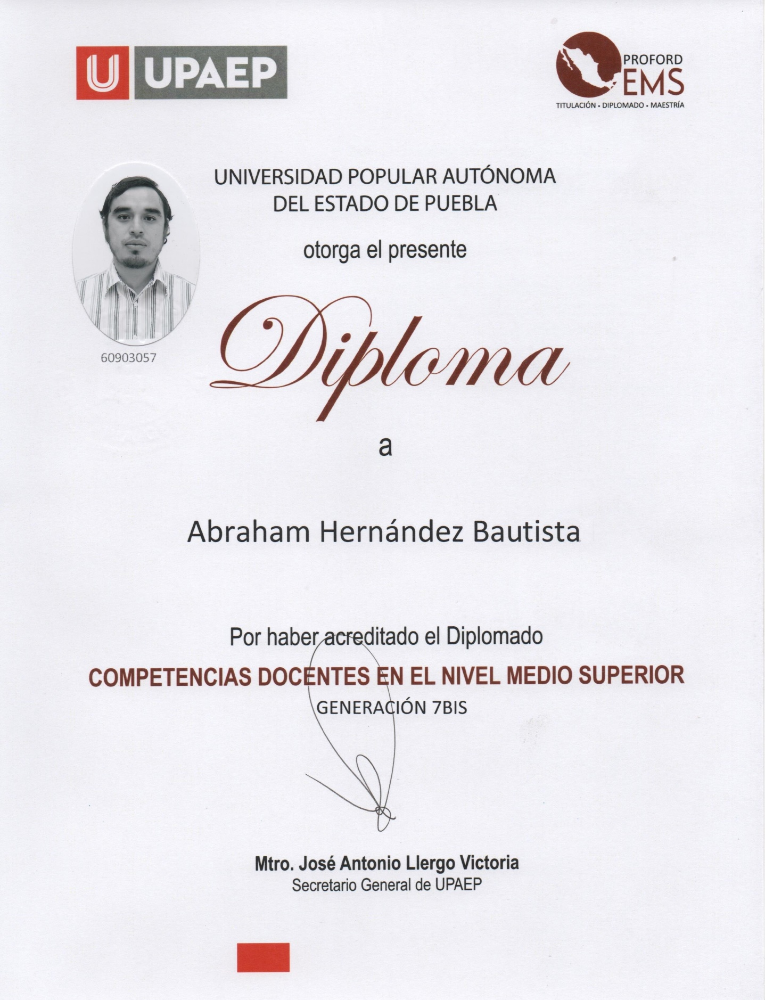 U UPAEP
PROFORD
EMS
TITULACIÓN • DIPLOMADO • MAESTRÍA
UNIVERSIDAD POPULAR AUTÓNOMA
DEL ESTADO DE PUEBLA
otorga el presente
Diploma
60903057
a
Abraham Hernández Bautista
Por haber acreditado el Diplomado
COMPETENCIAS DOCENTES EN EL NIVEL MEDIO SUPERIOR
GENERACIÓN 7BIS
Mtro. José Antonio Llergo Victoria
Secretario General de UPAEP